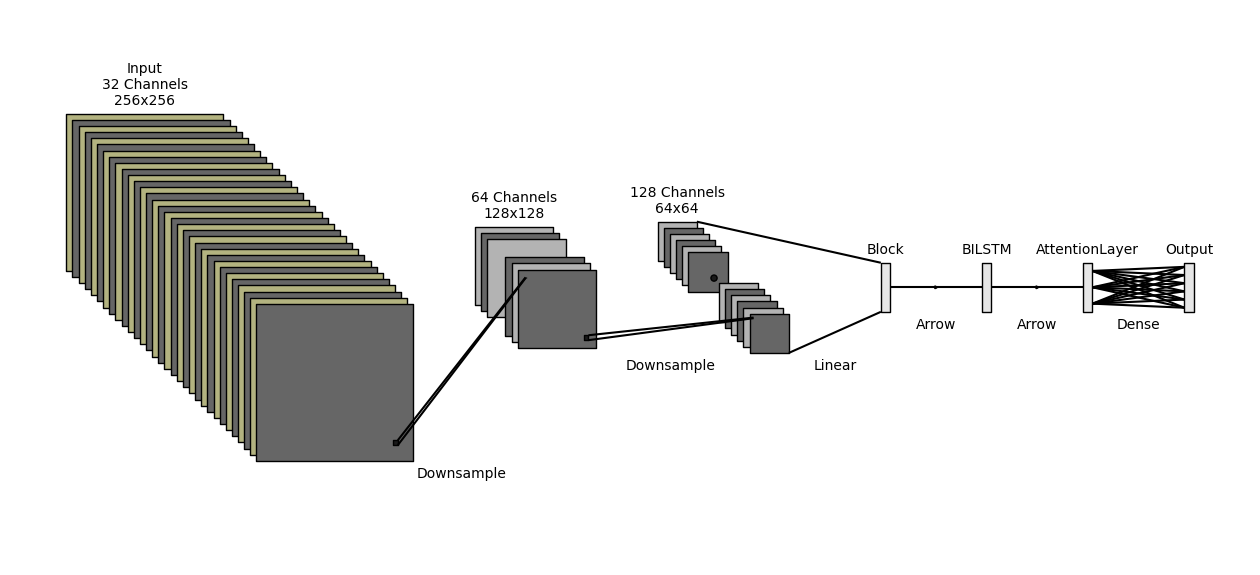 Input
32 Channels
256x256
64 Channels
128x128
128 Channels
64x64
Block
BILSTM
AttentionLayer
Output
Arrow
Arrow
Dense
Downsample
Linear
Downsample